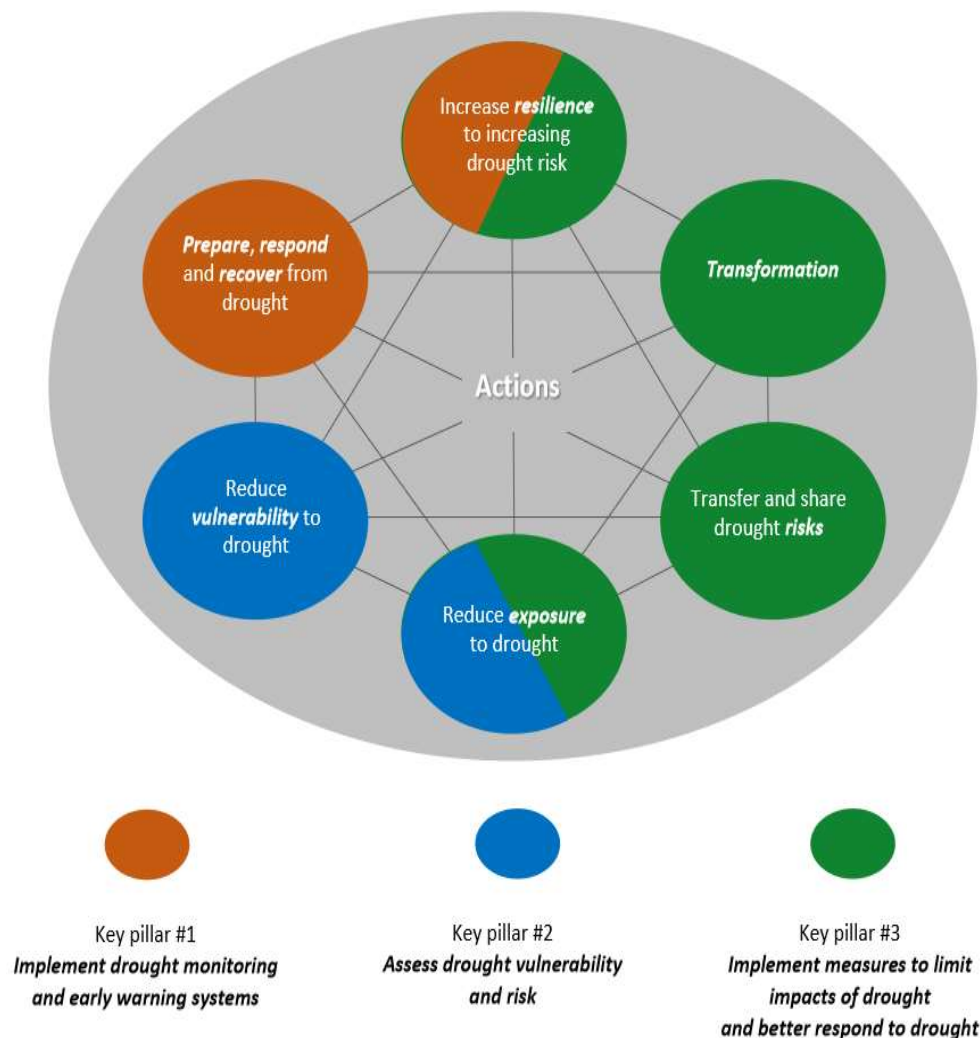 Increase resilience
to increasing
drought risk
Prepare, respond
and recover from
drought
Transformation
Actions
Reduce
vulnerability to
drought
Transfer and share
drought risks
Reduce exposure
to drought
Key pillar #1
Implement drought monitoring
and early warning systems
Key pillar #2
Assess drought vulnerability
and risk
Key pillar #3
Implement measures to limit
impacts of drought
and better respond to drought